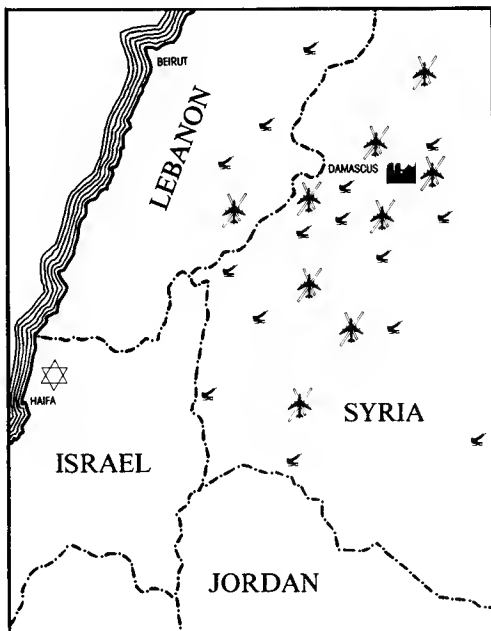 BEIRUT
LEBANON
DAMASCUS
HAIFA
SYRIA
ISRAEL
JORDAN